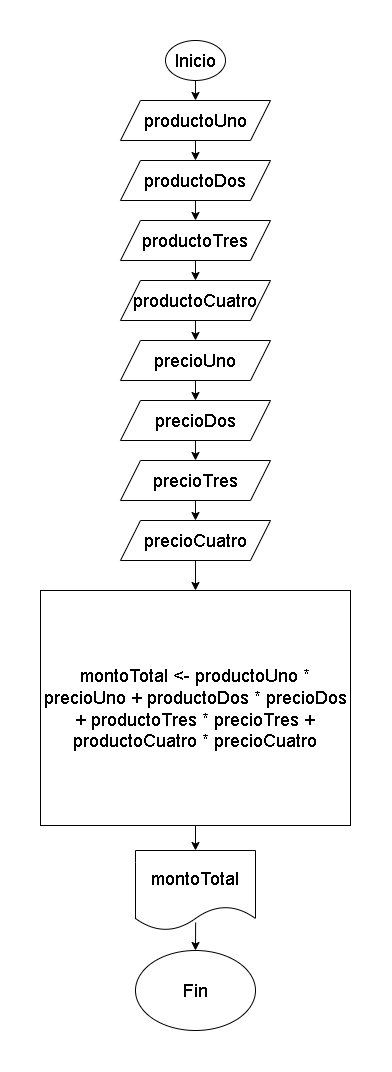 Inicio
productoUno
productoDos
productoTres
productoCuatro
precioUno
precioDos
precioTres
precioCuatro
montoTotal <- productoUno *
precioUno + productoDos * precioDos
+ productoTres * precioTres +
productoCuatro * precioCuatro
montoTotal
Fin